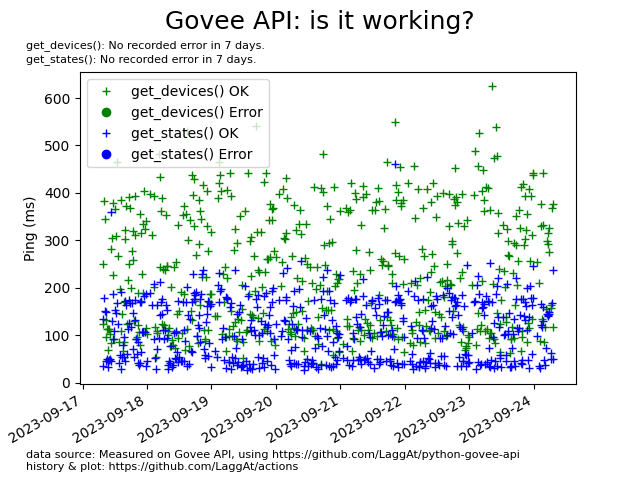 Govee API: is it working?
get_devices(): No recorded error in 7 days.
get_states(): No recorded error in 7 days.
get_devices() OK
get_devices() Error
get_states() OK
get_states() Error
Ping (ms)
600
500
400
300
200
100
0
2023-09-17
2023-09-18
2023-09-19
2023-09-20
2023-09-21
2023-09-22
2023-09-23
2023-09-24
data source: Measured on Govee API, using https://github.com/LaggAt/python-govee-api
history & plot: https://github.com/LaggAt/actions